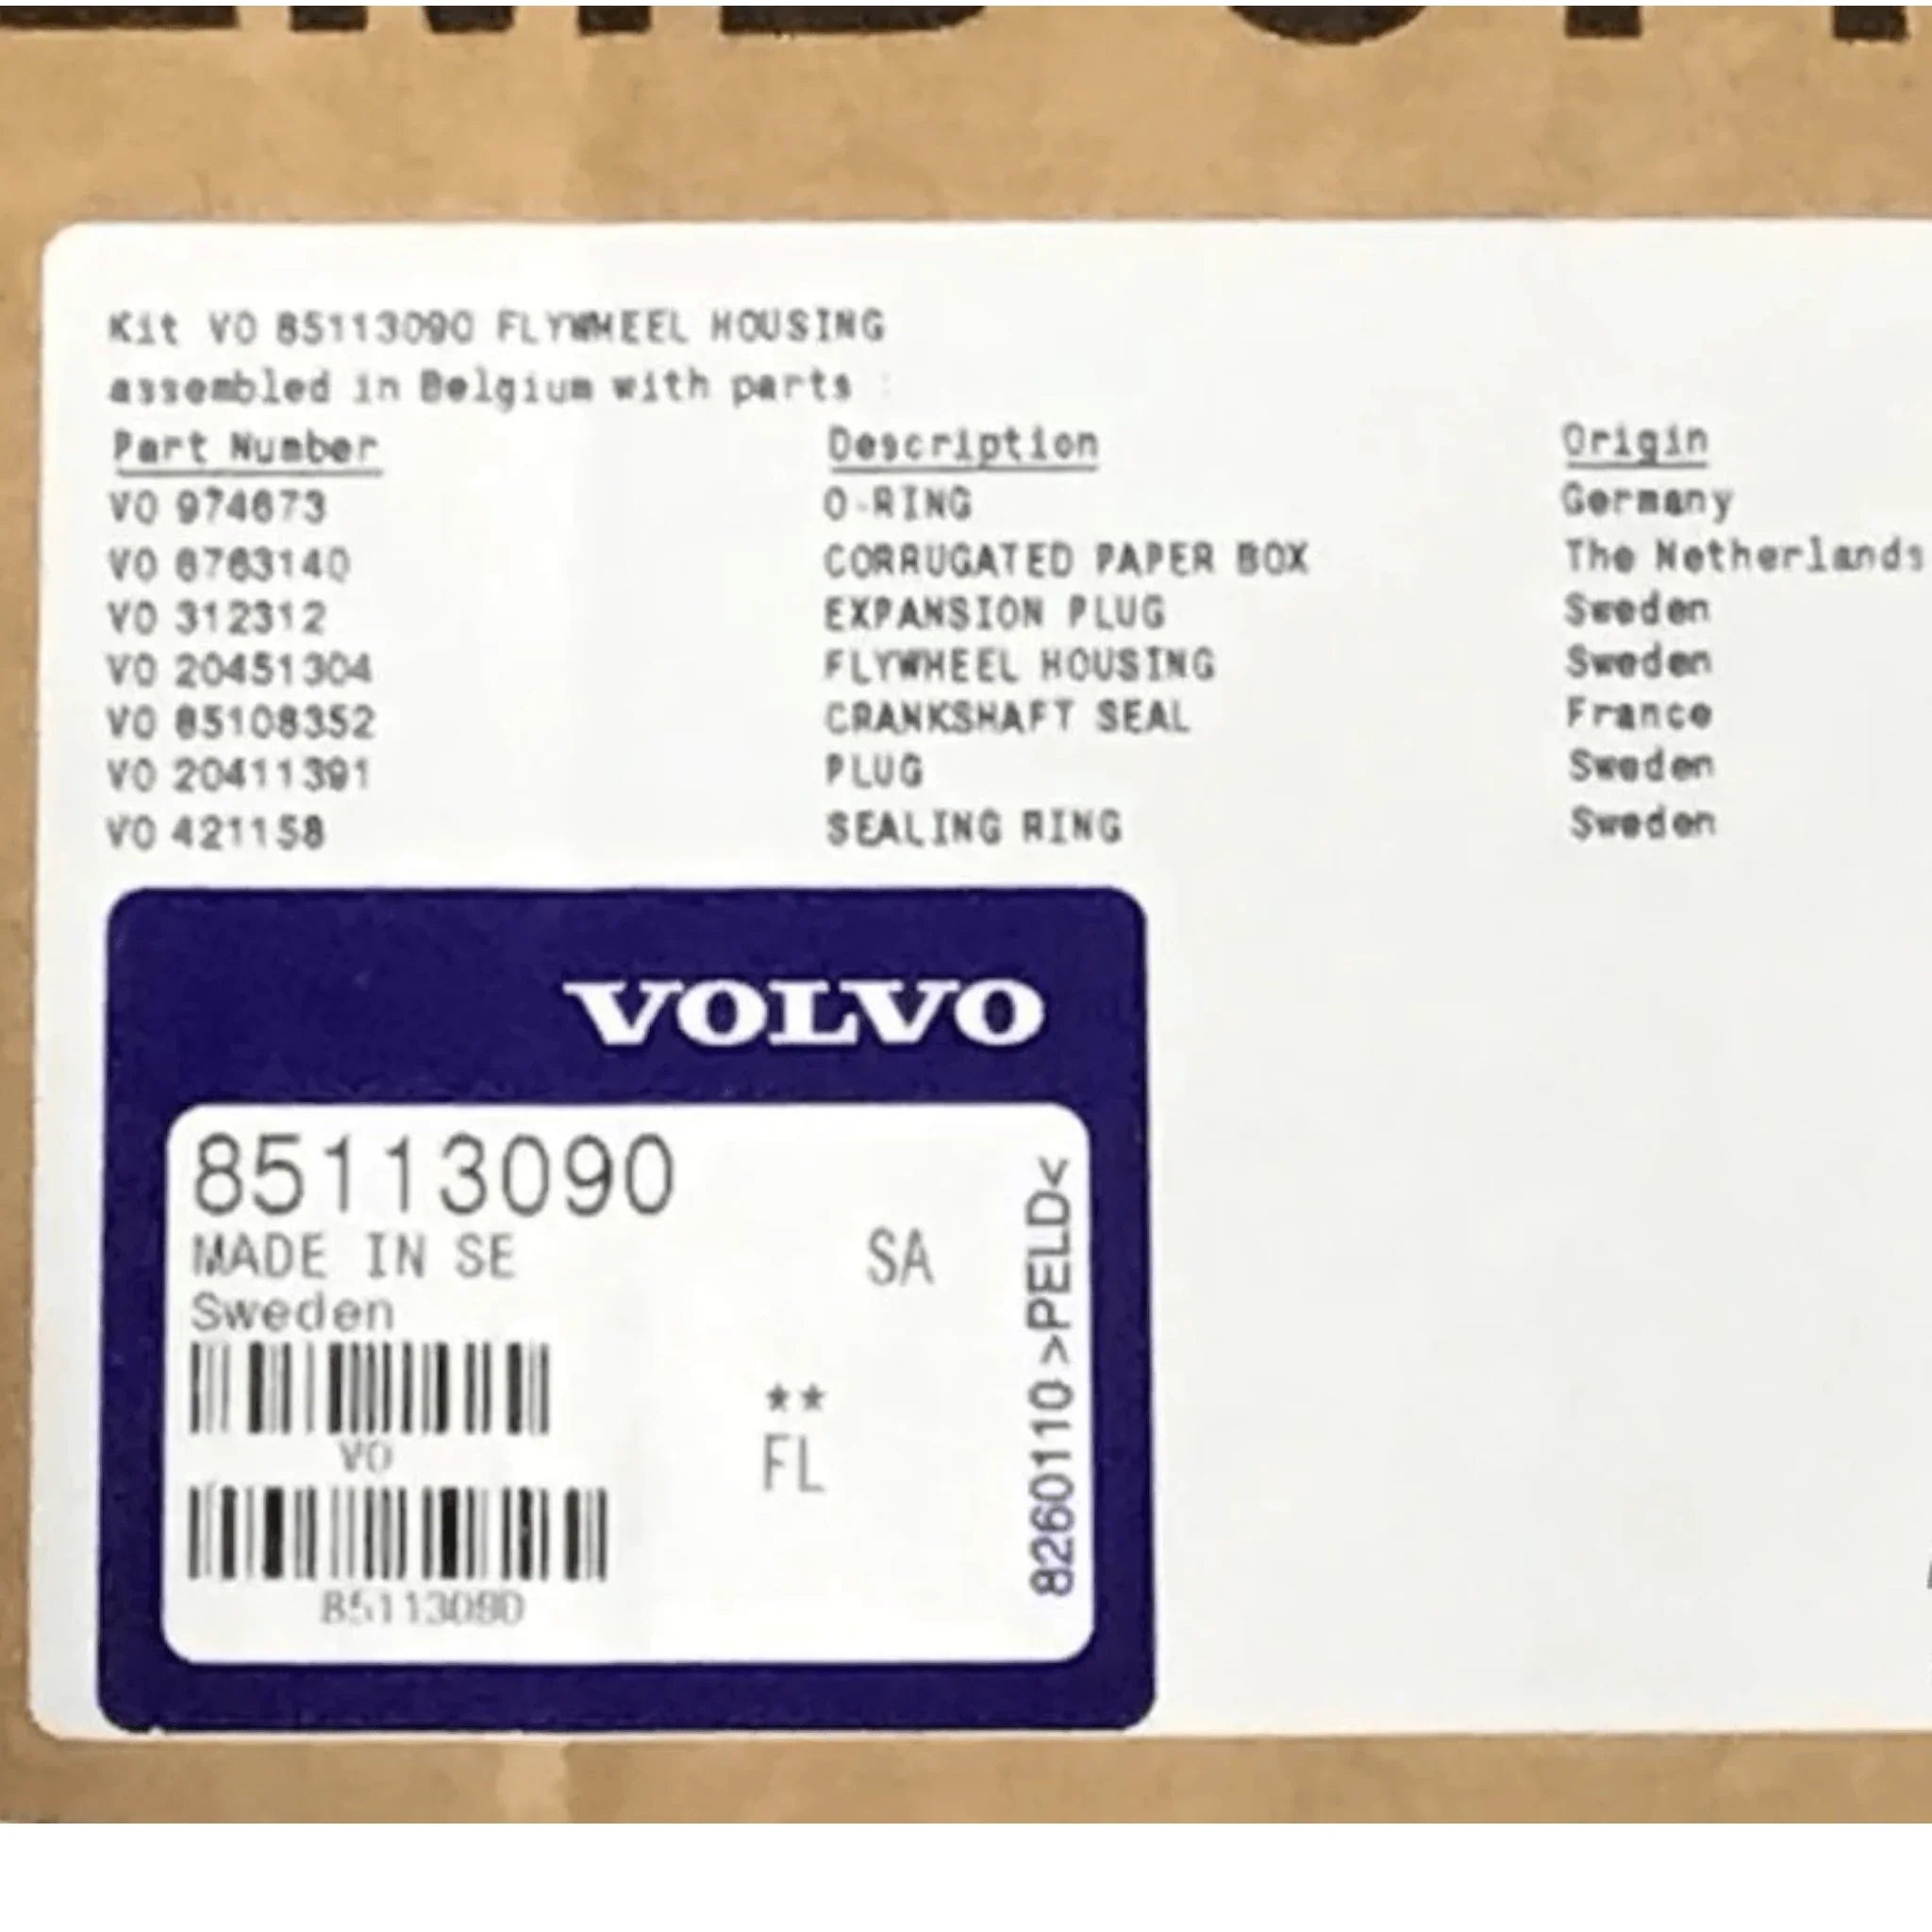 Kit VO 85113090 FLYWHEEL HOUSING
assembled in Belgium with parts :
Part Number Description Origin
VO 974673 O-RING Germany
VO 6763140 CORRUGATED PAPER BOX The Netherlands
VO 312312 EXPANSION PLUG Sweden
VO 20451304 FLYWHEEL HOUSING Sweden
VO 85108352 CRANKSHAFT SEAL France
VO 20411391 PLUG Sweden
VO 421158 SEALING RING Sweden
VOLVO
85113090
MADE IN SE SA
Sweden
**
VO FL
85113090
8260110 >PELD<